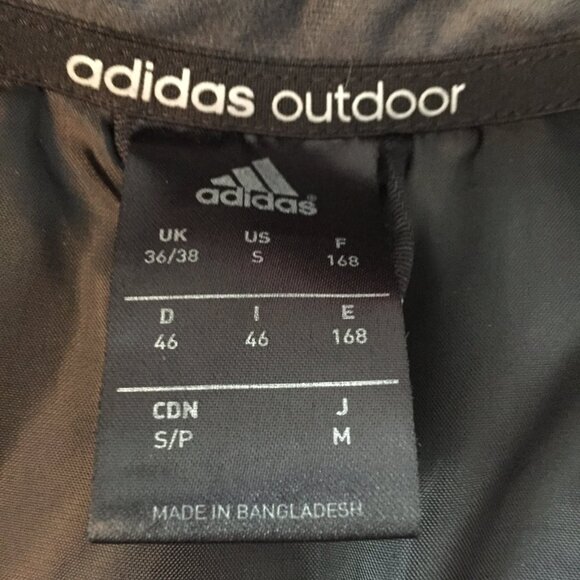 adidas outdoor
adidas®
UK US F
36/38 S 168
D I E
46 46 168
CDN J
S/P M
MADE IN BANGLADESH